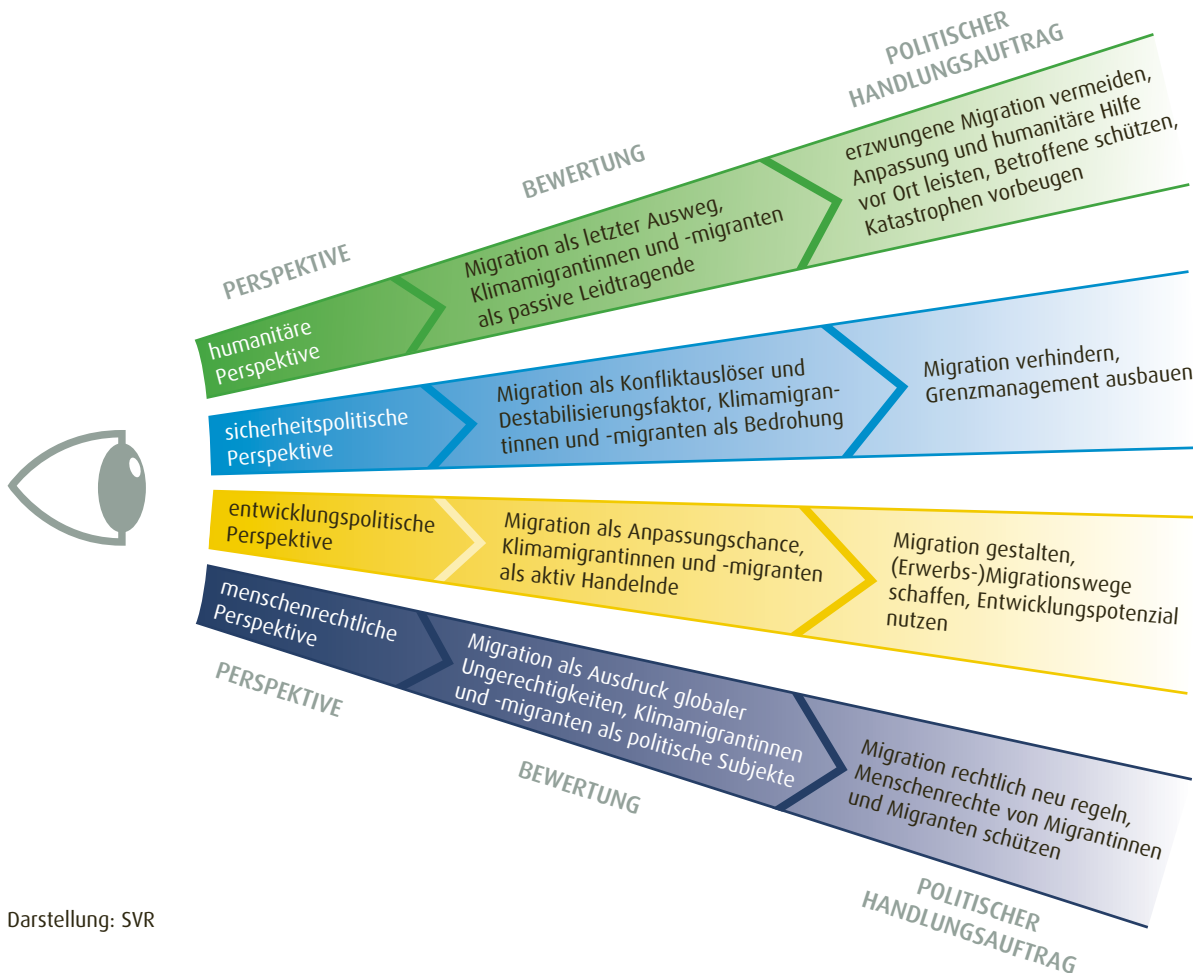 PERSPEKTIVE
BEWERTUNG
POLITISCHER
HANDLUNGSAUFTRAG
humanitäre
Perspektive
Migration als letzter Ausweg,
Klimamigrantinnen und -migranten
als passive Leidtragende
erzwungene Migration vermeiden,
Anpassung und humanitäre Hilfe
vor Ort leisten, Betroffene schützen,
Katastrophen vorbeugen
sicherheitspolitische
Perspektive
Migration als Konfliktauslöser und
Destabilisierungsfaktor, Klimamigran-
tinnen und -migranten als Bedrohung
Migration verhindern,
Grenzmanagement ausbauen
entwicklungspolitische
Perspektive
Migration als Anpassungschance,
Klimamigrantinnen und -migranten
als aktiv Handelnde
Migration gestalten,
(Erwerbs-)Migrationswege
schaffen, Entwicklungspotenzial
nutzen
menschenrechtliche
Perspektive
Migration als Ausdruck globaler
Ungerechtigkeiten, Klimamigrantinnen
und -migranten als politische Subjekte
Migration rechtlich neu regeln,
Menschenrechte von Migrantinnen
und Migranten schützen
PERSPEKTIVE
BEWERTUNG
POLITISCHER
HANDLUNGSAUFTRAG
Darstellung: SVR